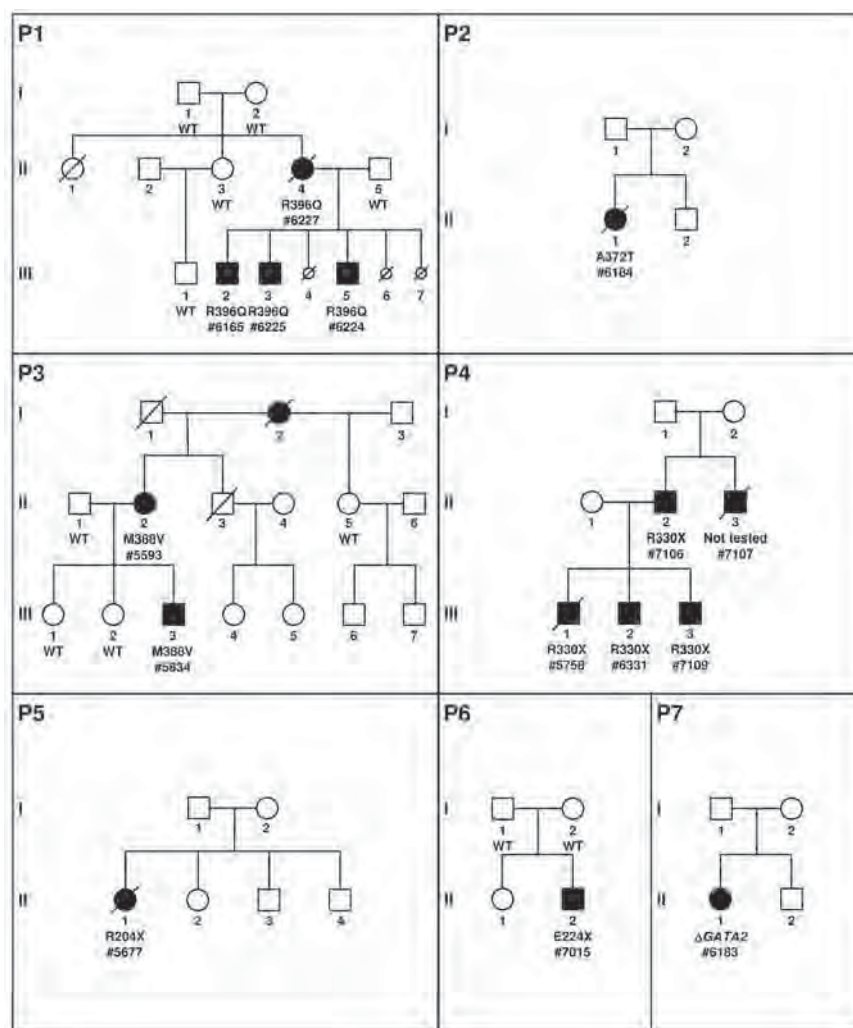 P1
I
1 2
WT WT
II
1 2 3 4 5
WT R396Q WT
#6227
III
1 2 3 4 5 6 7
WT R396Q R396Q R396Q
#6165 #6225 #6224
P2
I
1 2
II
1 2
A372T
#6184
P3
I
1 2 3
II
1 2 3 4 5 6
WT M388V WT
#5593
III
1 2 3 4 5 6 7
WT WT M388V
#5634
P4
I
1 2
II
1 2 3
R330X Not tested
#7106 #7107
III
1 2 3
R330X R330X R330X
#5758 #6331 #7109
P5
I
1 2
II
1 2 3 4
R204X
#5677
P6
I
1 2
WT WT
II
1 2
E224X
#7015
P7
I
1 2
II
1 2
ΔGATA2
#6183